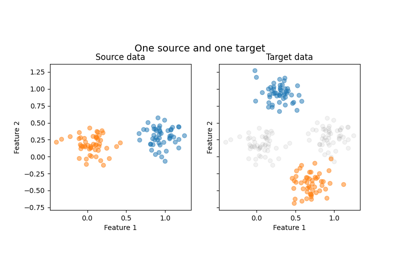 One source and one target
Source data
Target data
1.25
1.00
0.75
0.50
0.25
0.00
−0.25
−0.50
−0.75
Feature 2
Feature 2
0.0
0.5
1.0
0.0
0.5
1.0
Feature 1
Feature 1